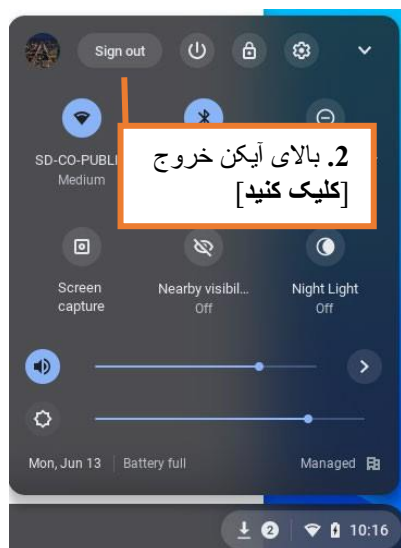 Sign out
2. بالای آیکن خروج
[کلیک کنید]
SD-CO-PUBLI
Medium
Screen
capture
Nearby visibil...
Off
Night Light
Off
Mon, Jun 13
Battery full
Managed
2
10:16